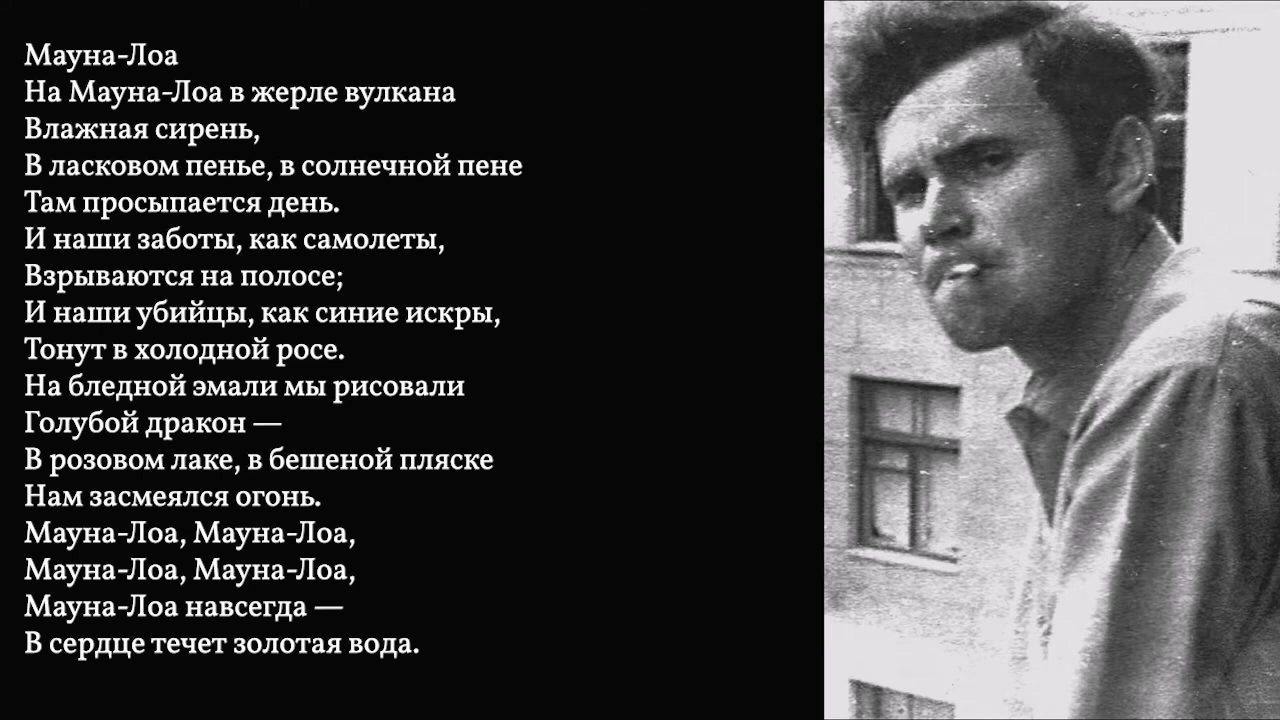 Мауна-Лоа
На Мауна-Лоа в жерле вулкана
Влажная сирень,
В ласковом пенье, в солнечной пене
Там просыпается день.
И наши заботы, как самолеты,
Взрываются на полосе;
И наши убийцы, как синие искры,
Тонут в холодной росе.
На бледной эмали мы рисовали
Голубой дракон —
В розовом лаке, в бешеной пляске
Нам засмеялся огонь.
Мауна-Лоа, Мауна-Лоа,
Мауна-Лоа, Мауна-Лоа,
Мауна-Лоа навсегда —
В сердце течет золотая вода.